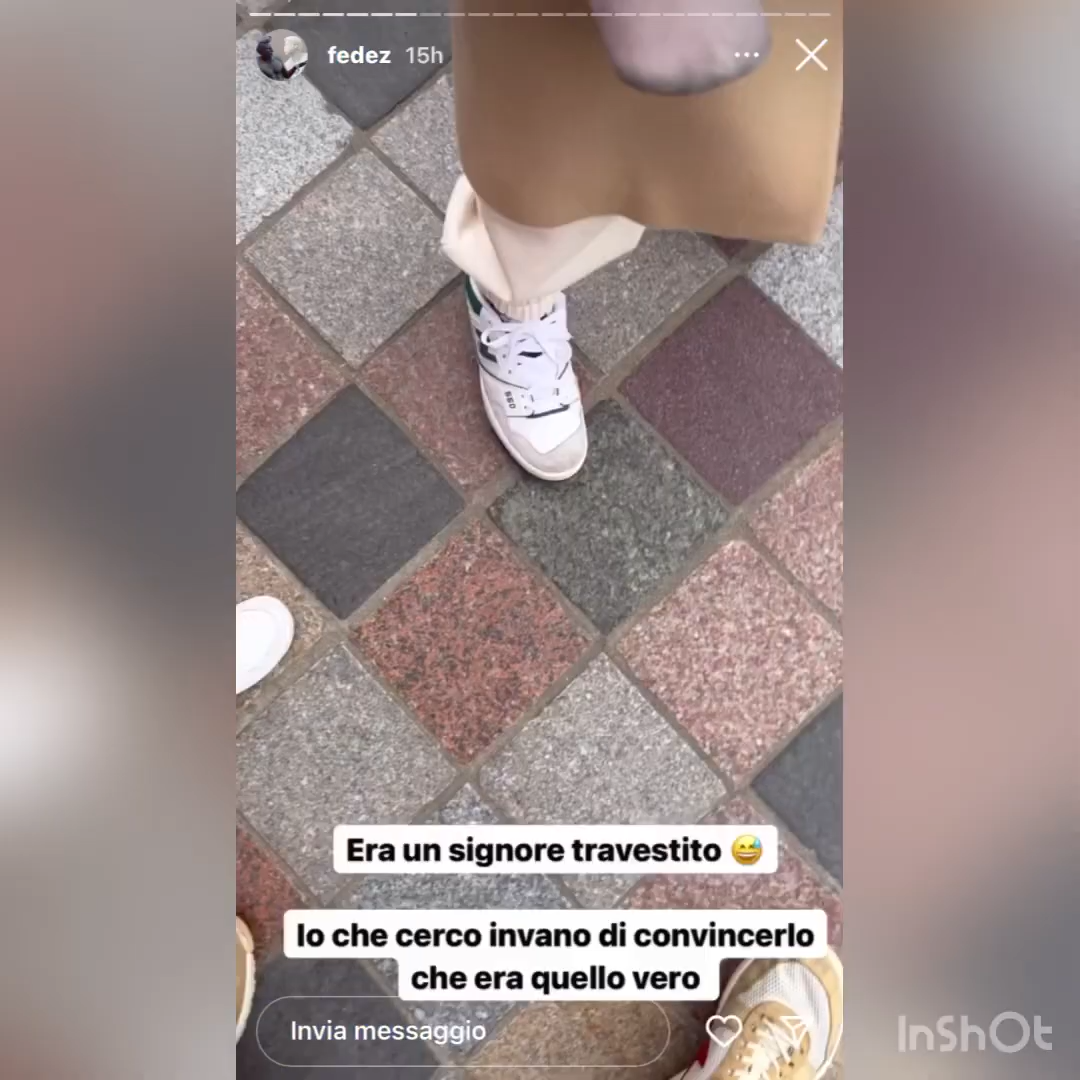 fedez 15h
550
Era un signore travestito 😅
Io che cerco invano di convincerlo
che era quello vero
Invia messaggio
InShOt